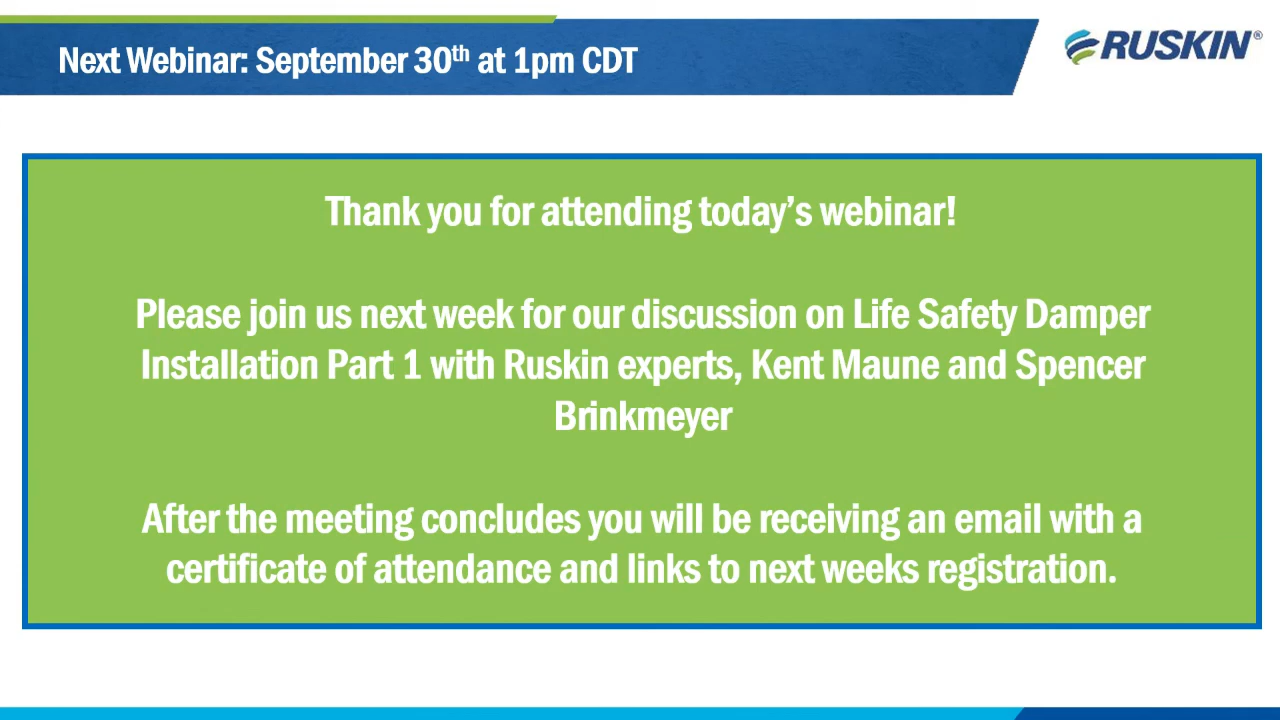 Next Webinar: September 30th at 1pm CDT
RUSKIN®
Thank you for attending today’s webinar!
Please join us next week for our discussion on Life Safety Damper
Installation Part 1 with Ruskin experts, Kent Maune and Spencer
Brinkmeyer
After the meeting concludes you will be receiving an email with a
certificate of attendance and links to next weeks registration.